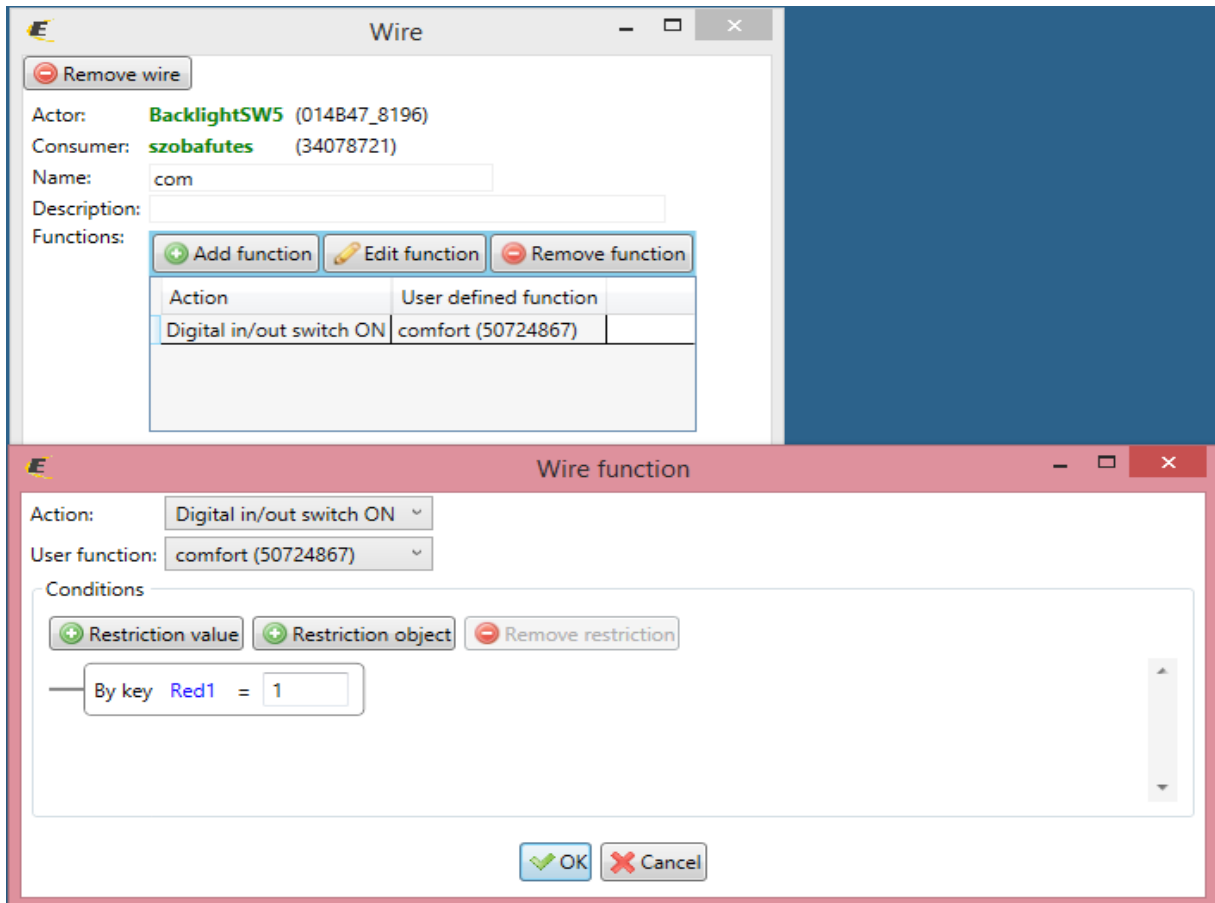 Wire
Remove wire
Actor: BacklightSW5 (014B47_8196)
Consumer: szobafutes (34078721)
Name: com
Description:
Functions:
Add function Edit function Remove function
Action User defined function
Digital in/out switch ON comfort (50724867)
Wire function
Action: Digital in/out switch ON
User function: comfort (50724867)
Conditions
Restriction value Restriction object Remove restriction
By key Red1 = 1
OK Cancel